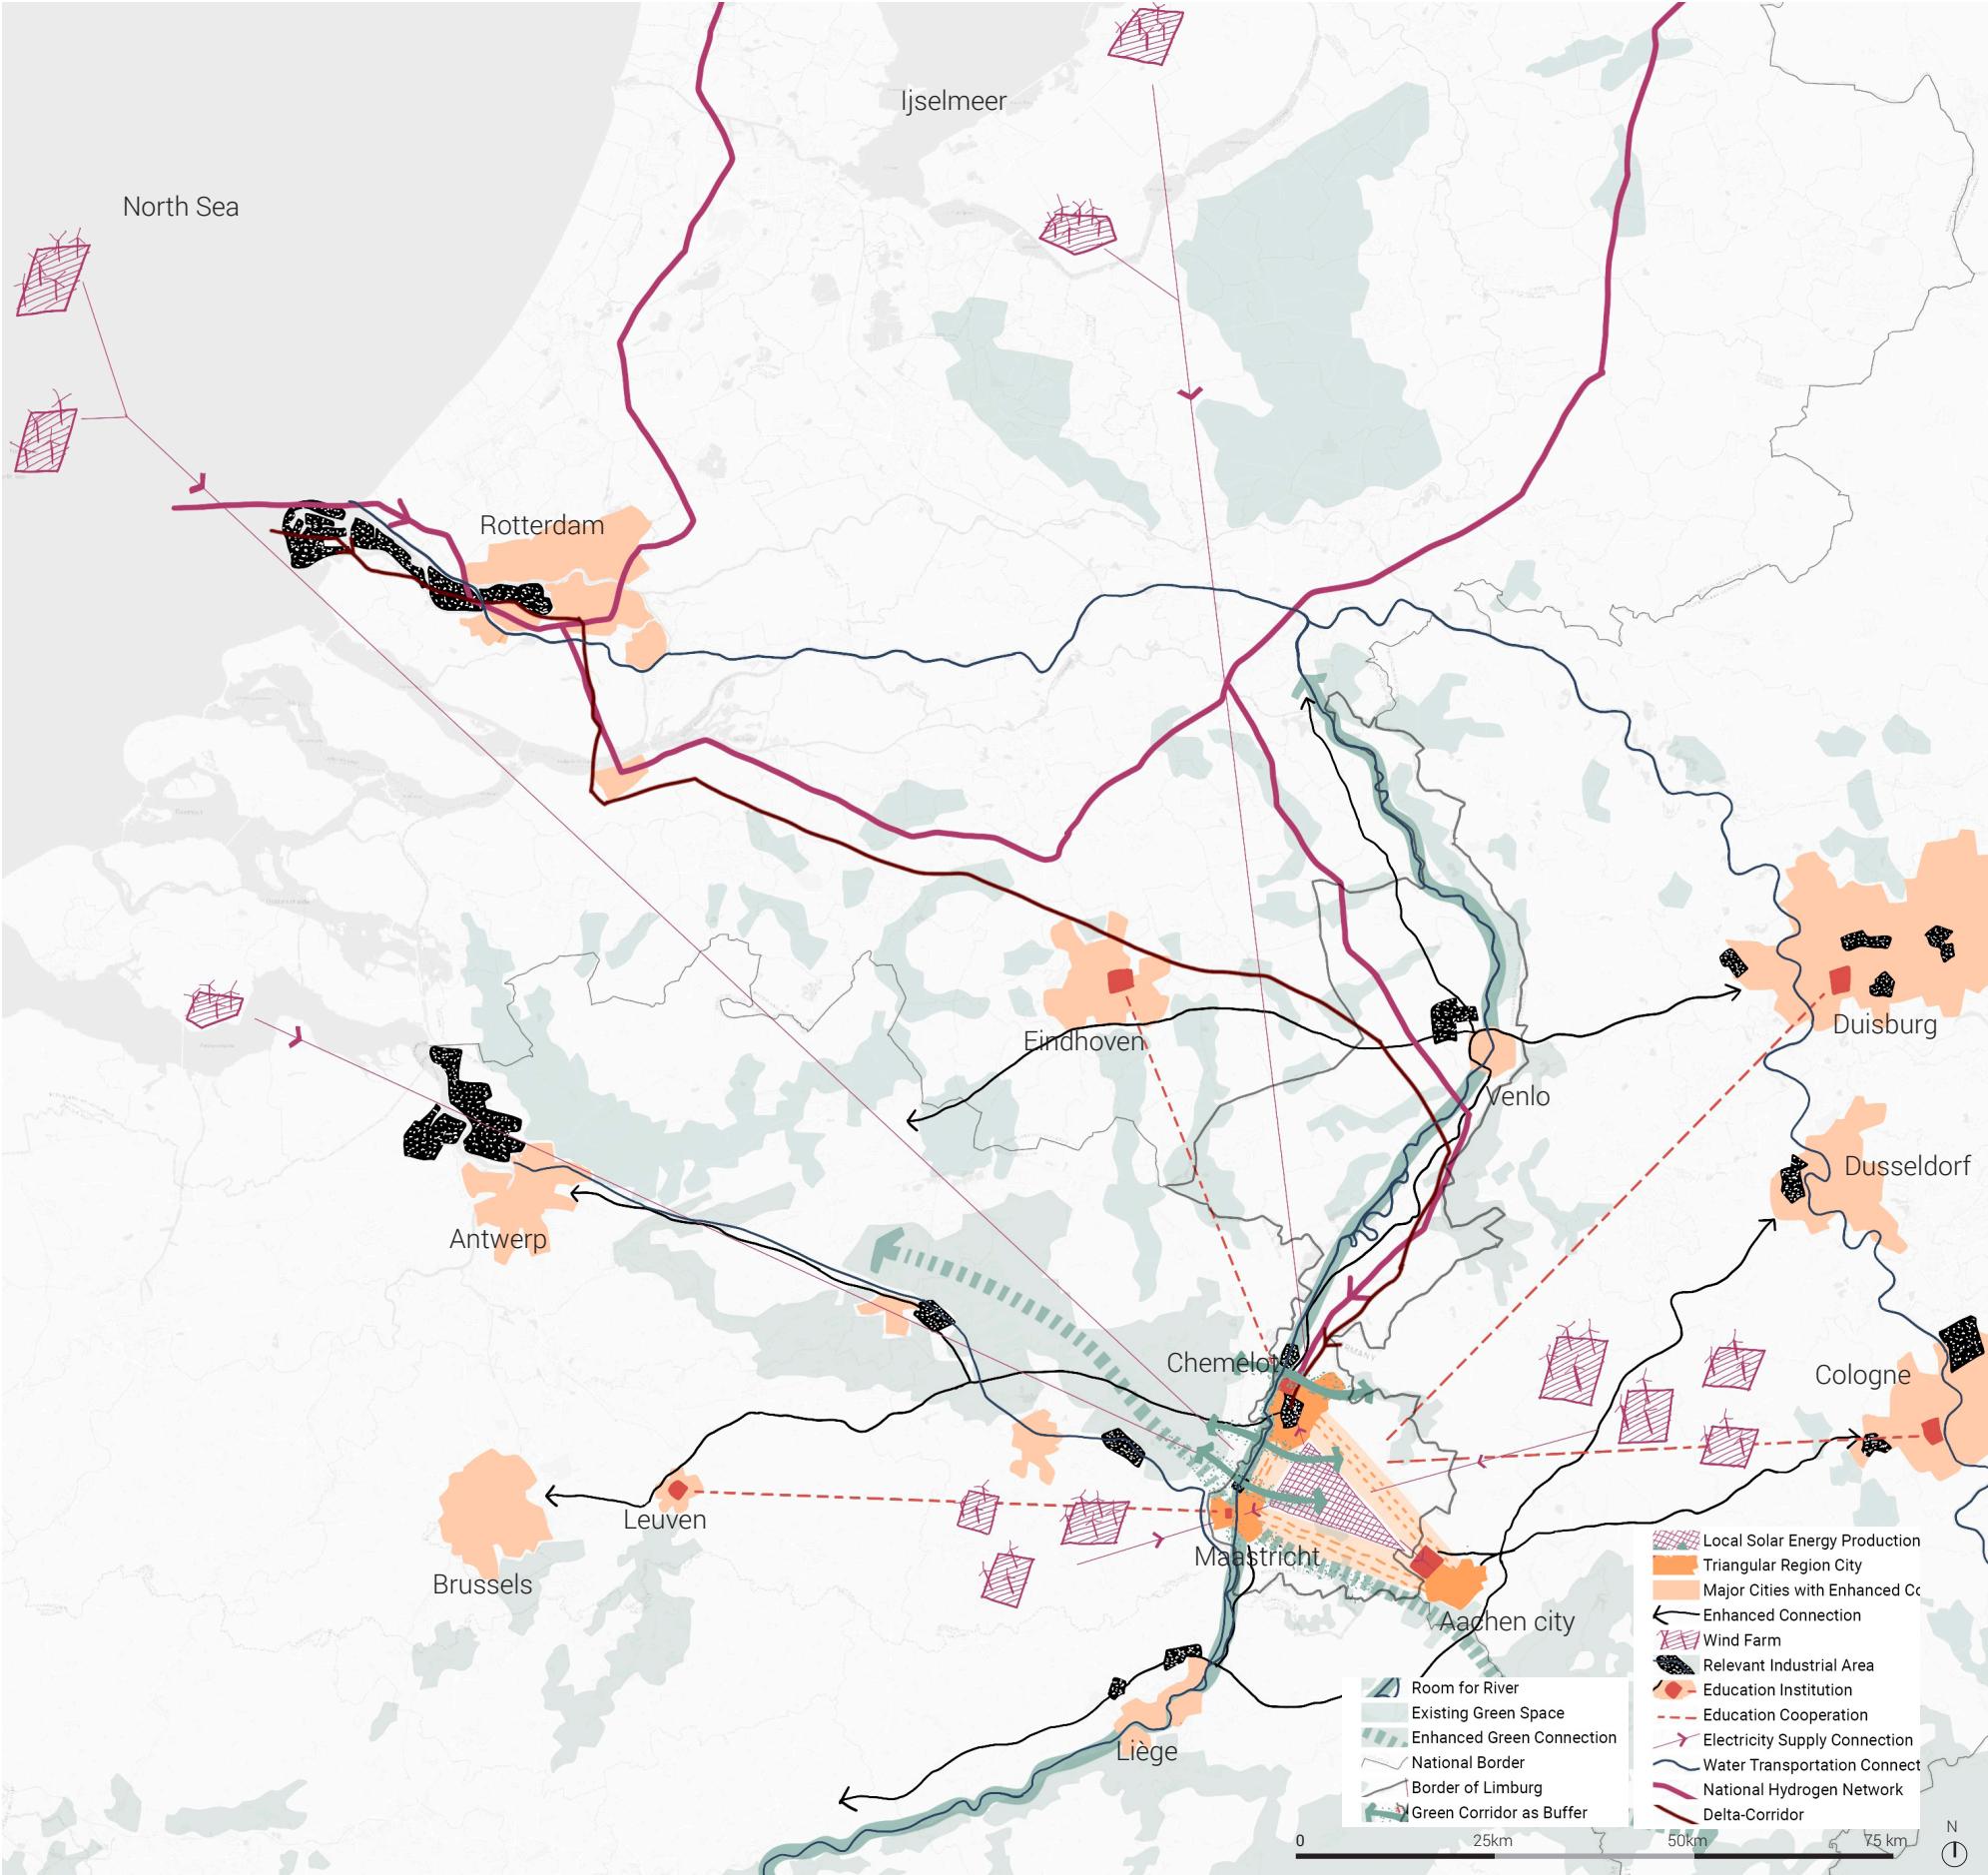 Ijselmeer
North Sea
Rotterdam
Eindhoven
Duisburg
Venlo
Dusseldorf
Antwerp
Chemelot
Cologne
Leuven
Maastricht
Brussels
Aachen city
Liège
Local Solar Energy Production
Triangular Region City
Major Cities with Enhanced Co
Enhanced Connection
Wind Farm
Relevant Industrial Area
Education Institution
Education Cooperation
Electricity Supply Connection
Water Transportation Connect
National Hydrogen Network
Delta-Corridor
Room for River
Existing Green Space
Enhanced Green Connection
National Border
Border of Limburg
Green Corridor as Buffer
0 25km 50km 75 km
N